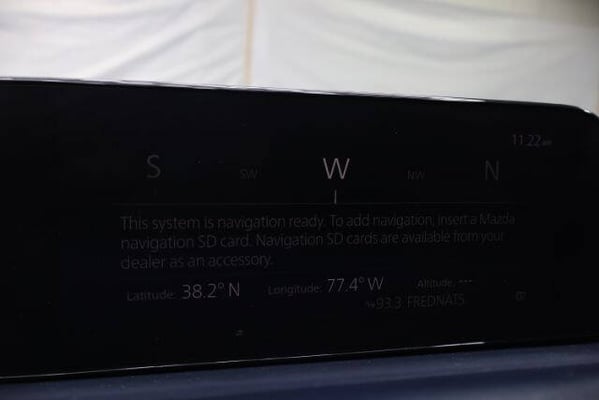 11:22 am
S SW W NW N
This system is navigation ready. To add navigation, insert a Mazda
navigation SD card. Navigation SD cards are available from your
dealer as an accessory.
Latitude: 38.2° N Longitude: 77.4° W Altitude: ----
93.3: FREDNATS